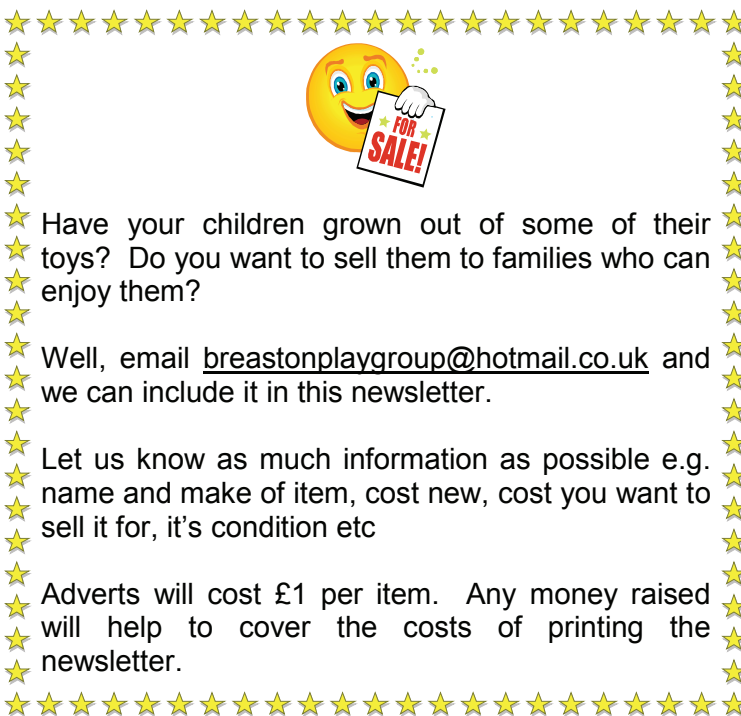 FOR
SALE!
Have your children grown out of some of their
toys? Do you want to sell them to families who can
enjoy them?
Well, email breastonplaygroup@hotmail.co.uk and
we can include it in this newsletter.
Let us know as much information as possible e.g.
name and make of item, cost new, cost you want to
sell it for, it's condition etc
Adverts will cost £1 per item. Any money raised
will help to cover the costs of printing the
newsletter.